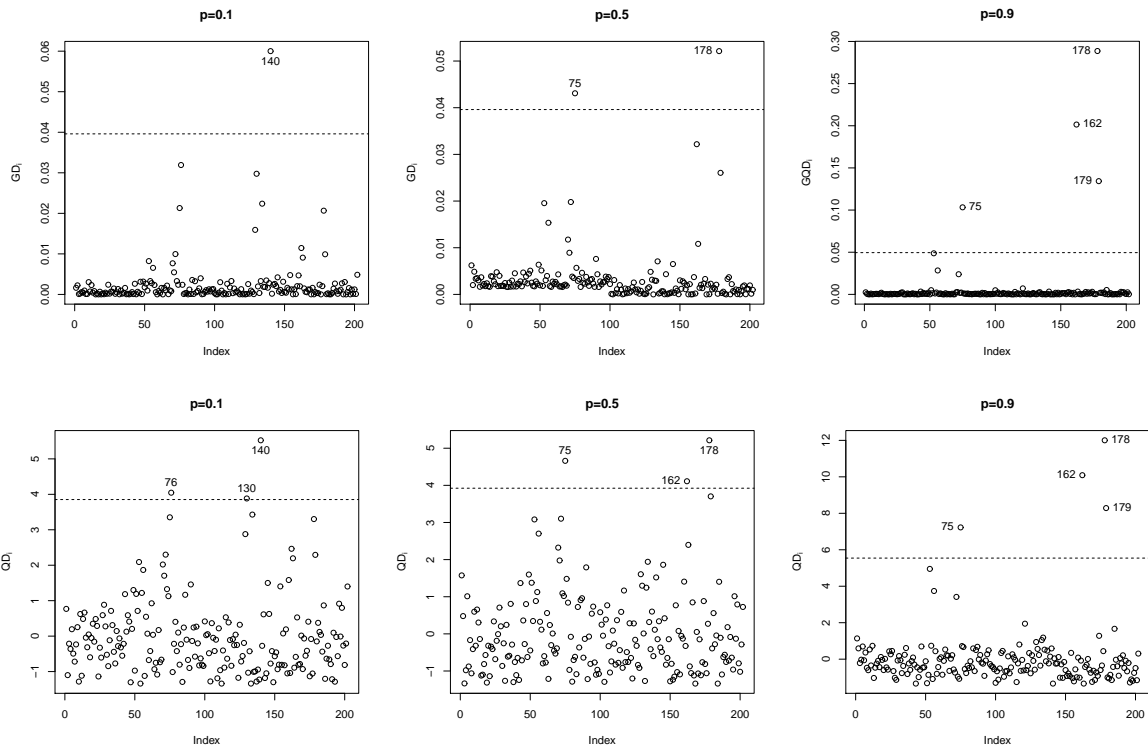 p=0.1
0.00 0.01 0.02 0.03 0.04 0.05 0.06
GDi
140
0 50 100 150 200
Index
p=0.5
0.00 0.01 0.02 0.03 0.04 0.05
GDi
178
75
0 50 100 150 200
Index
p=0.9
0.00 0.05 0.10 0.15 0.20 0.25 0.30
GQDi
178
162
179
75
0 50 100 150 200
Index
p=0.1
−1 0 1 2 3 4 5
QDi
140
76
130
0 50 100 150 200
Index
p=0.5
−1 0 1 2 3 4 5
QDi
75
178
162
0 50 100 150 200
Index
p=0.9
0 2 4 6 8 10 12
QDi
178
162
179
75
0 50 100 150 200
Index